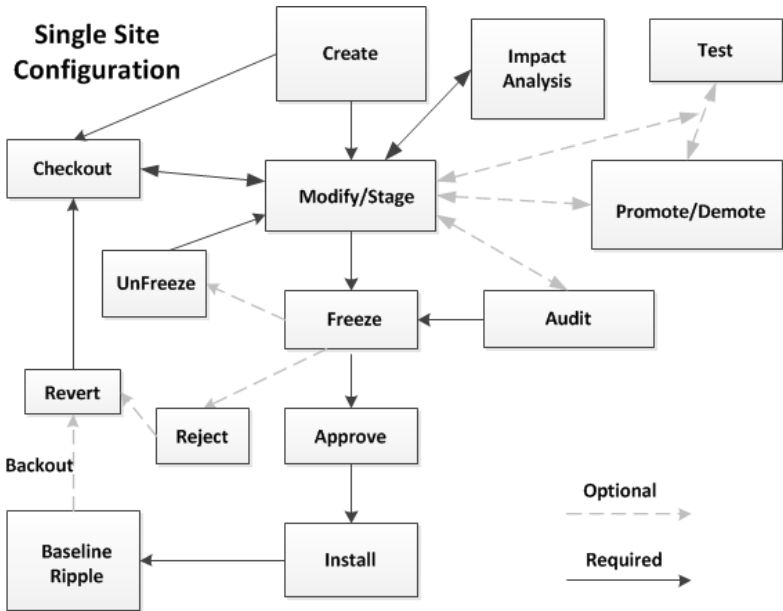 Single Site
Configuration
Create
Impact
Analysis
Test
Checkout
Modify/Stage
Promote/Demote
UnFreeze
Freeze
Audit
Revert
Reject
Approve
Backout
Optional
Baseline
Ripple
Install
Required